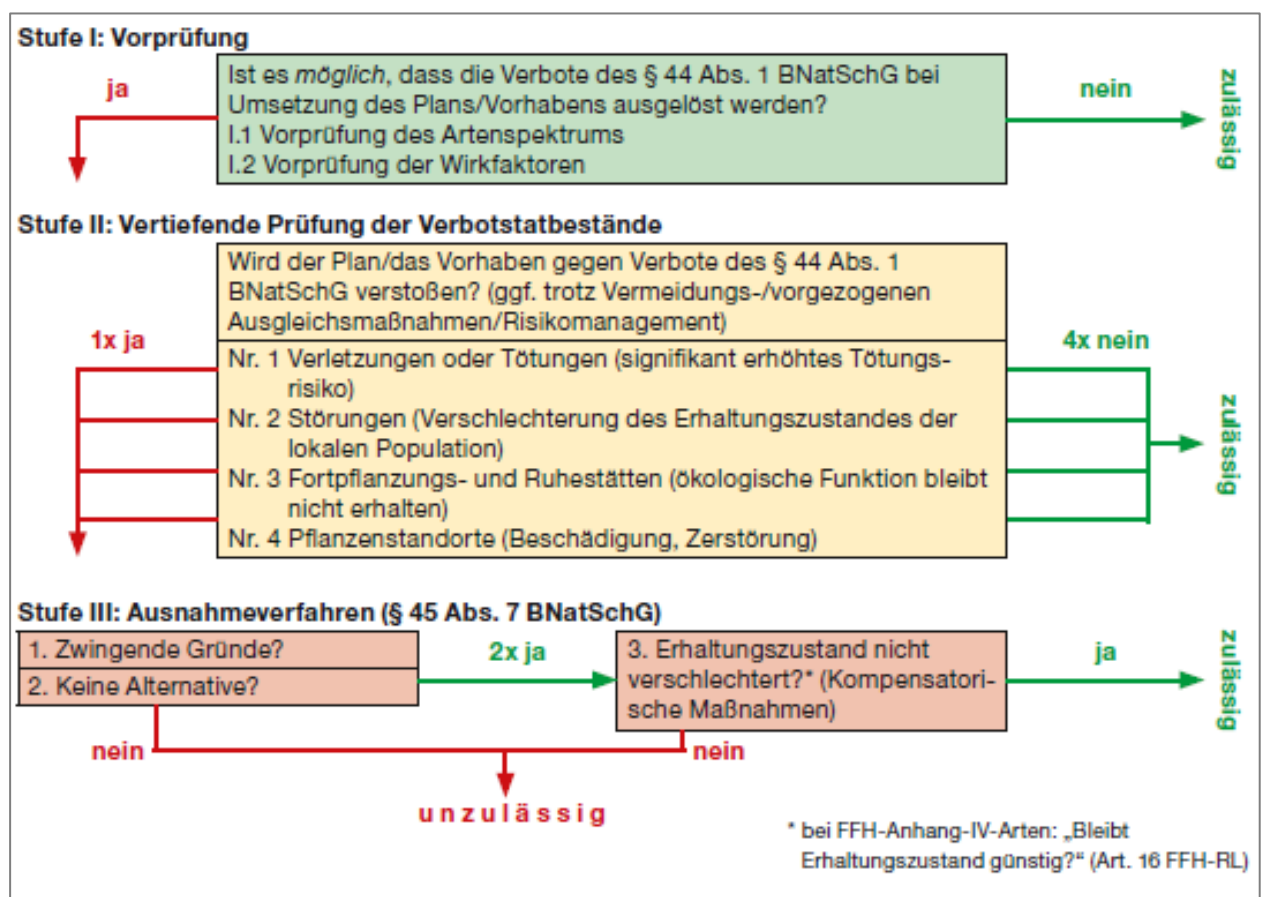 Stufe I: Vorprüfung
ja
Ist es möglich, dass die Verbote des § 44 Abs. 1 BNatSchG bei
Umsetzung des Plans/Vorhabens ausgelöst werden?
I.1 Vorprüfung des Artenspektrums
I.2 Vorprüfung der Wirkfaktoren
nein
zulässig
Stufe II: Vertiefende Prüfung der Verbotstatbestände
Wird der Plan/das Vorhaben gegen Verbote des § 44 Abs. 1
BNatSchG verstoßen? (ggf. trotz Vermeidungs-/vorgezogenen
Ausgleichsmaßnahmen/Risikomanagement)
1x ja
Nr. 1 Verletzungen oder Tötungen (signifikant erhöhtes Tötungs-
risiko)
Nr. 2 Störungen (Verschlechterung des Erhaltungszustandes der
lokalen Population)
Nr. 3 Fortpflanzungs- und Ruhestätten (ökologische Funktion bleibt
nicht erhalten)
Nr. 4 Pflanzenstandorte (Beschädigung, Zerstörung)
4x nein
zulässig
Stufe III: Ausnahmeverfahren (§ 45 Abs. 7 BNatSchG)
1. Zwingende Gründe?
2. Keine Alternative?
2x ja
3. Erhaltungszustand nicht
verschlechtert?* (Kompensatori-
sche Maßnahmen)
ja
zulässig
nein
nein
unzulässig
* bei FFH-Anhang-IV-Arten: „Bleibt
Erhaltungszustand günstig?“ (Art. 16 FFH-RL)